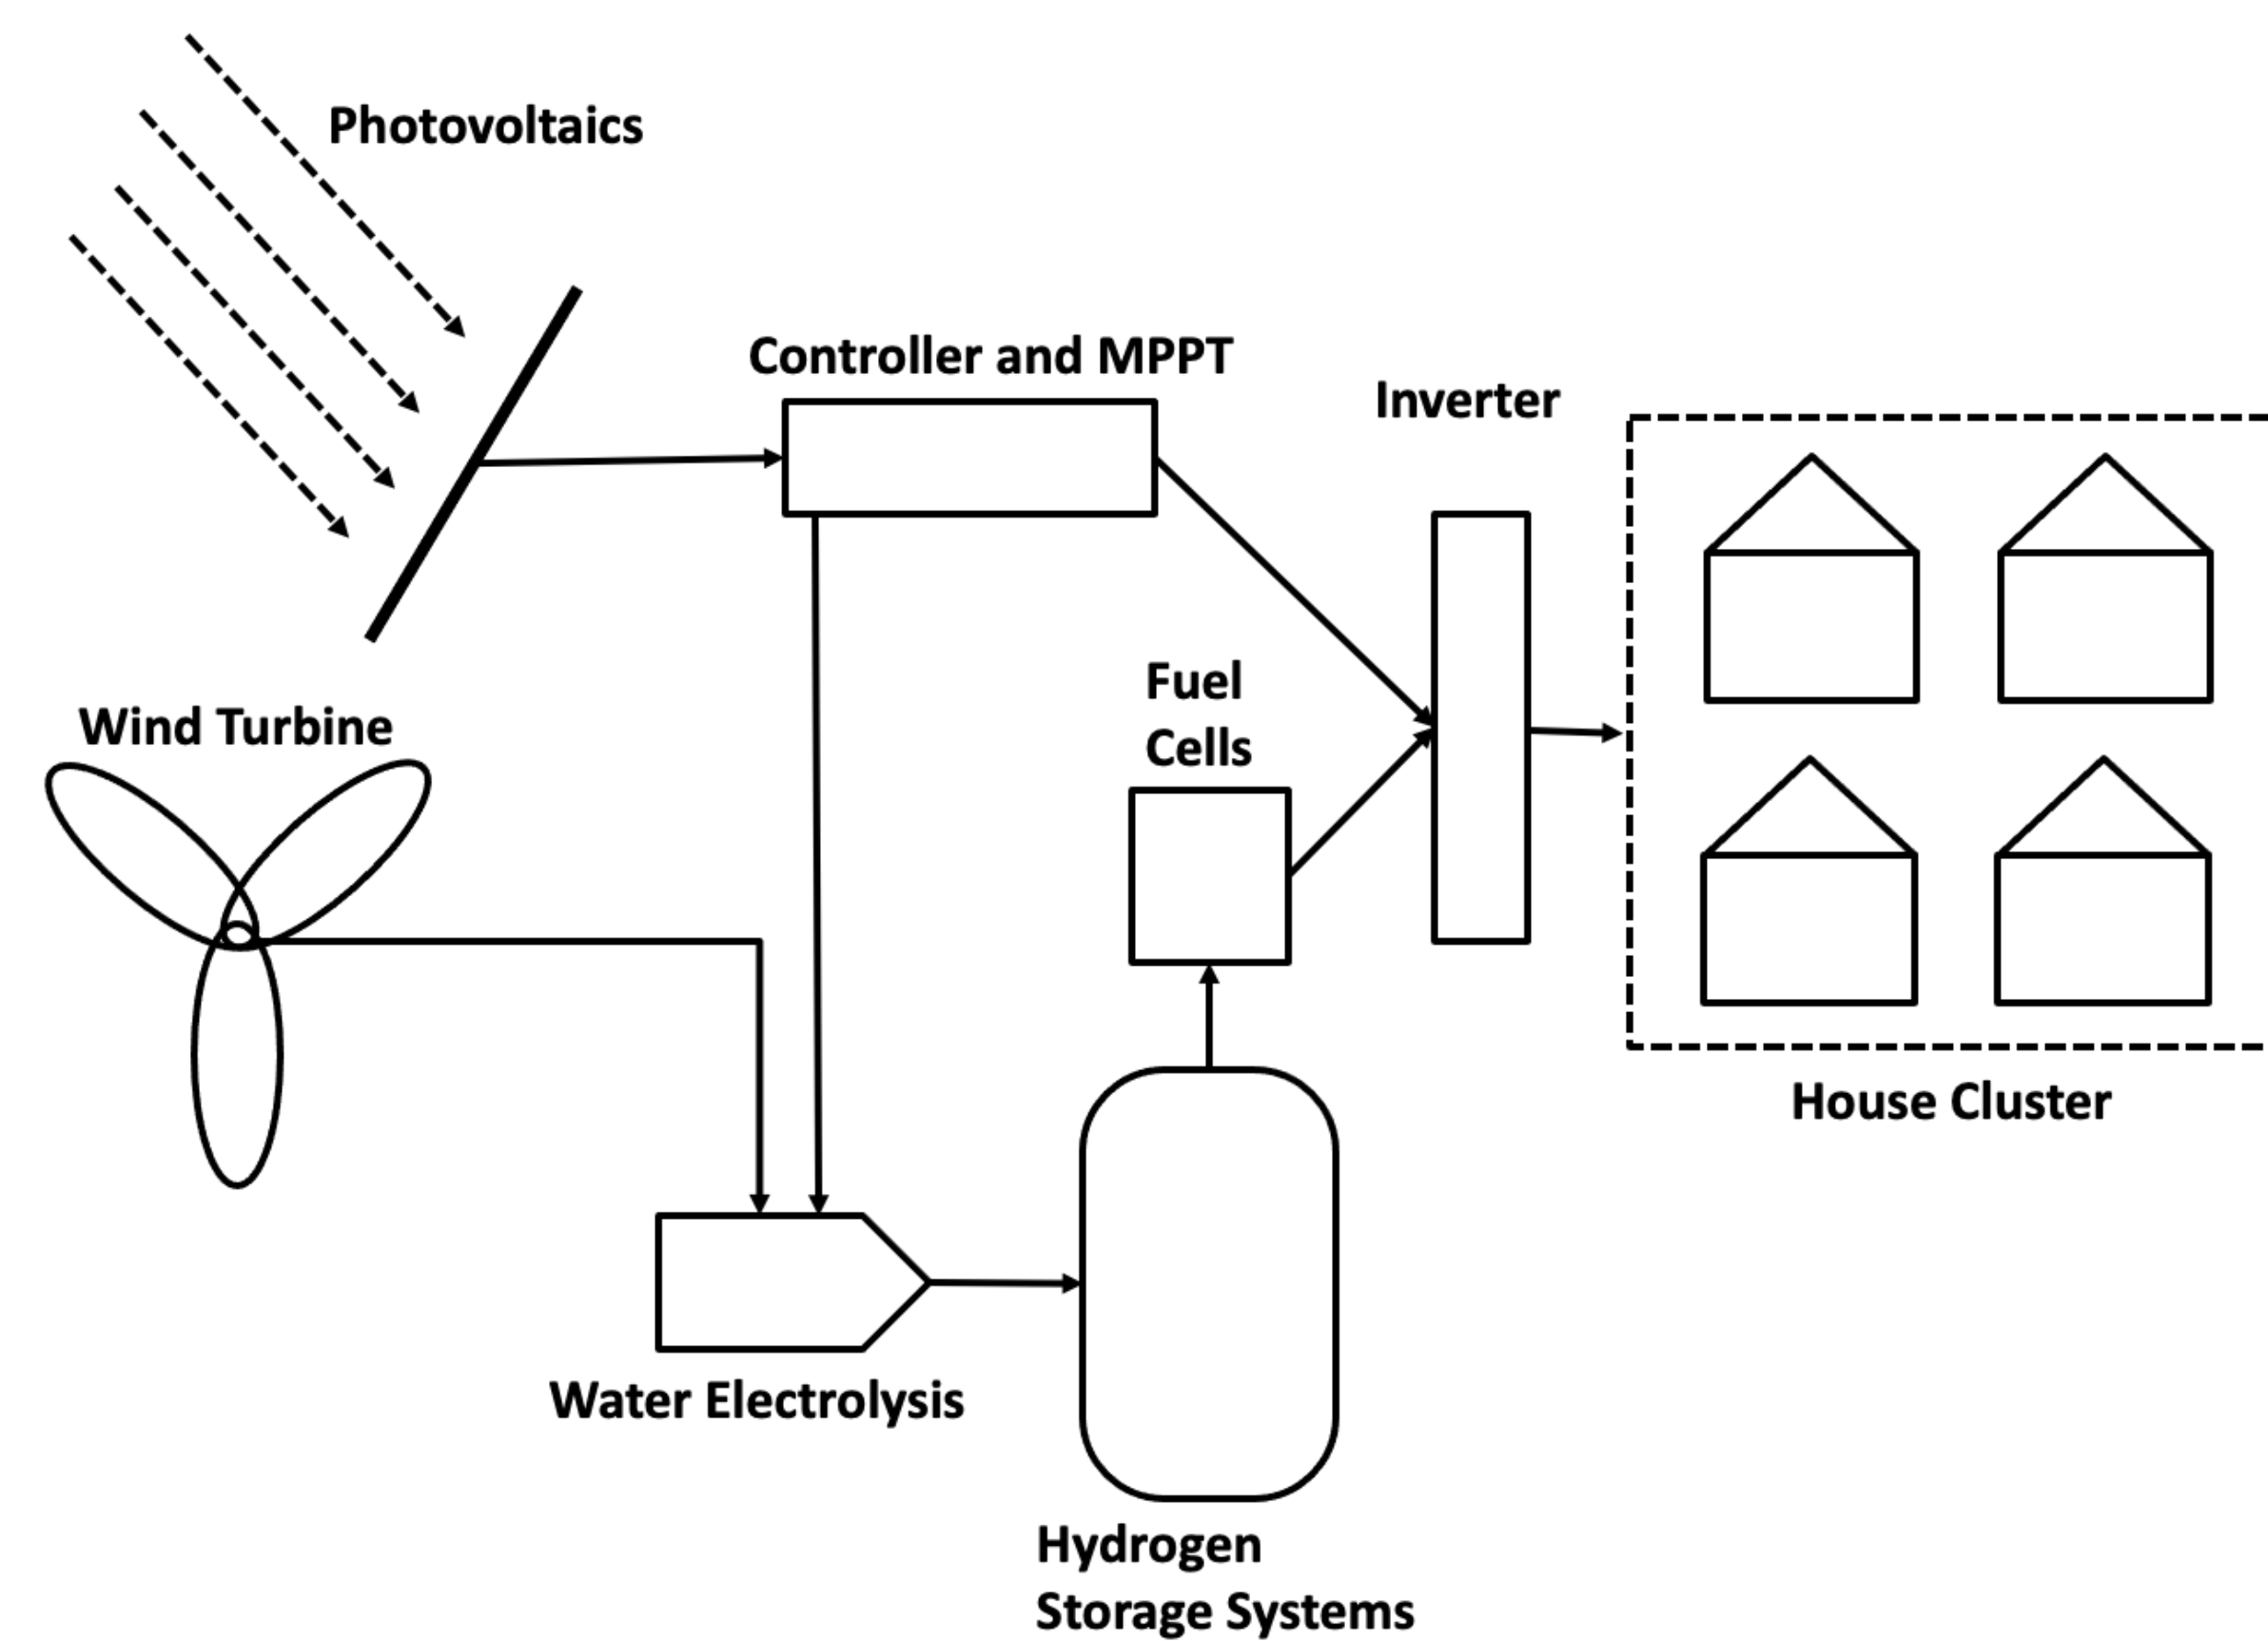 Photovoltaics
Controller and MPPT
Inverter
Fuel
Cells
Wind Turbine
House Cluster
Water Electrolysis
Hydrogen
Storage Systems